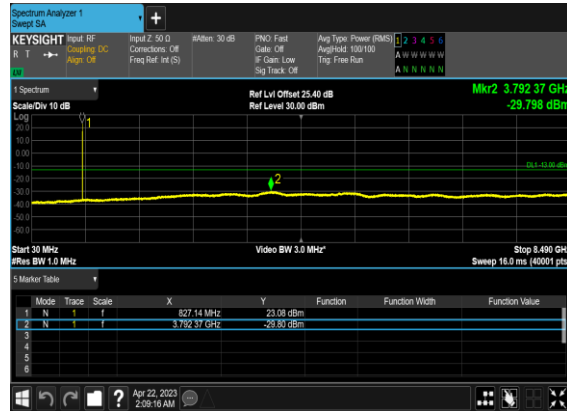 Spectrum Analyzer 1
Swept SA
+
KEYSIGHT
R T
Input: RF
Coupling: DC
Align: Off
Input Z: 50 Ω
Corrections: Off
Freq Ref: Int (S)
#Atten: 30 dB
PNO: Fast
Gate: Off
IF Gain: Low
Sig Track: Off
Avg Type: Power (RMS)
Avg|Hold: 100/100
Trig: Free Run
1 2 3 4 5 6
A W W W W W
A N N N N N
1 Spectrum
Scale/Div 10 dB
Ref Lvl Offset 25.40 dB
Ref Level 30.00 dBm
Mkr2 3.792 37 GHz
-29.798 dBm
Log
20.0
10.0
0.00
-10.0
-20.0
-30.0
-40.0
-50.0
-60.0
1
2
DL1 -13.00 dBm
Start 30 MHz
#Res BW 1.0 MHz
Video BW 3.0 MHz*
Stop 8.490 GHz
Sweep 16.0 ms (40001 pts)
5 Marker Table
Mode Trace Scale X Y Function Function Width Function Value
1 N 1 f 827.14 MHz 23.08 dBm
2 N 1 f 3.792 37 GHz -29.80 dBm
3
4
5
6
?
Apr 22, 2023
2:09:16 AM